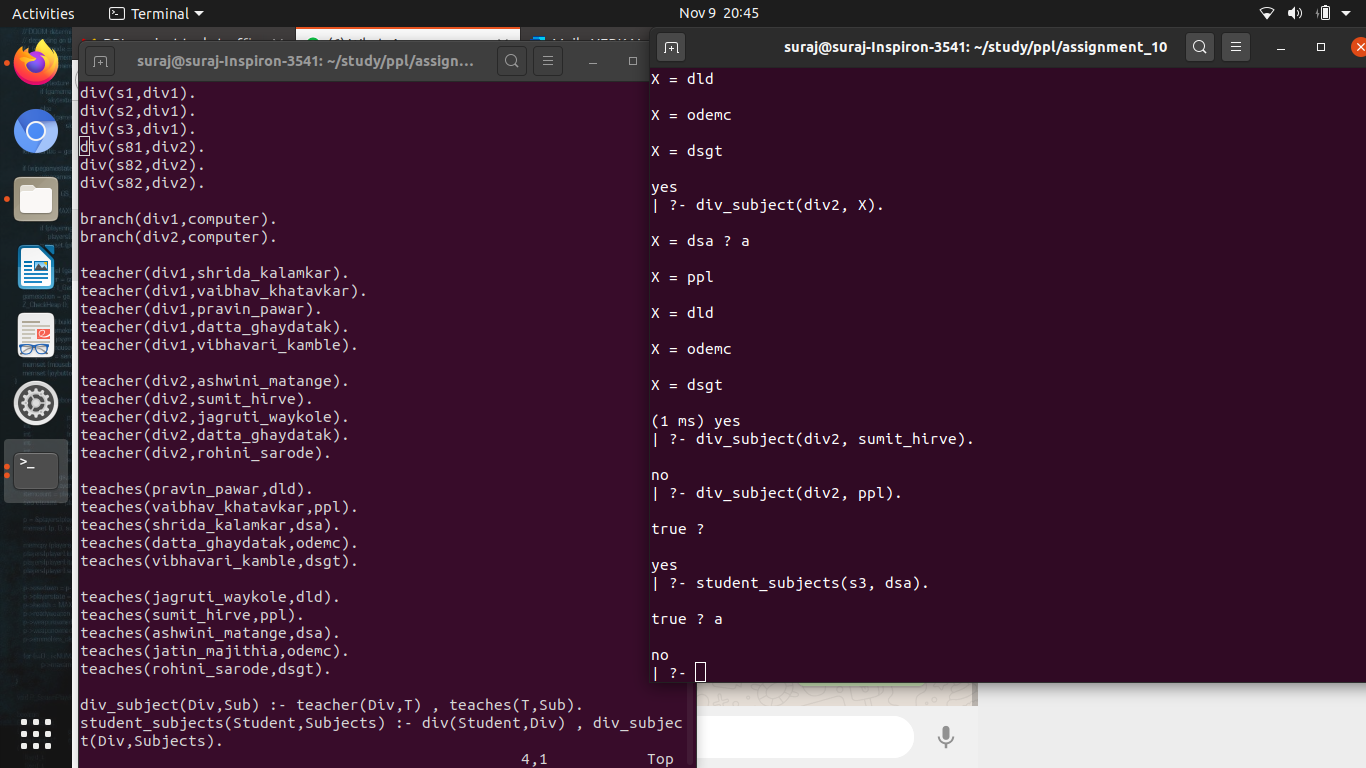 Activities
Terminal
Nov 9 20:45
suraj@suraj-Inspiron-3541: ~/study/ppl/assign...
div(s1,div1).
div(s2,div1).
div(s3,div1).
div(s81,div2).
div(s82,div2).
div(s82,div2).
branch(div1,computer).
branch(div2,computer).
teacher(div1,shrida_kalamkar).
teacher(div1,vaibhav_khatavkar).
teacher(div1,pravin_pawar).
teacher(div1,datta_ghaydatak).
teacher(div1,vibhavari_kamble).
teacher(div2,ashwini_matange).
teacher(div2,sumit_hirve).
teacher(div2,jagruti_waykole).
teacher(div2,datta_ghaydatak).
teacher(div2,rohini_sarode).
teaches(pravin_pawar,dld).
teaches(vaibhav_khatavkar,ppl).
teaches(shrida_kalamkar,dsa).
teaches(datta_ghaydatak,odemc).
teaches(vibhavari_kamble,dsgt).
teaches(jagruti_waykole,dld).
teaches(sumit_hirve,ppl).
teaches(ashwini_matange,dsa).
teaches(jatin_majithia,odemc).
teaches(rohini_sarode,dsgt).
div_subject(Div,Sub) :- teacher(Div,T) , teaches(T,Sub).
student_subjects(Student,Subjects) :- div(Student,Div) , div_subjec
t(Div,Subjects).
4,1 Top
suraj@suraj-Inspiron-3541: ~/study/ppl/assignment_10
X = dld
X = odemc
X = dsgt
yes
| ?- div_subject(div2, X).
X = dsa ? a
X = ppl
X = dld
X = odemc
X = dsgt
(1 ms) yes
| ?- div_subject(div2, sumit_hirve).
no
| ?- div_subject(div2, ppl).
true ?
yes
| ?- student_subjects(s3, dsa).
true ? a
no
| ?-